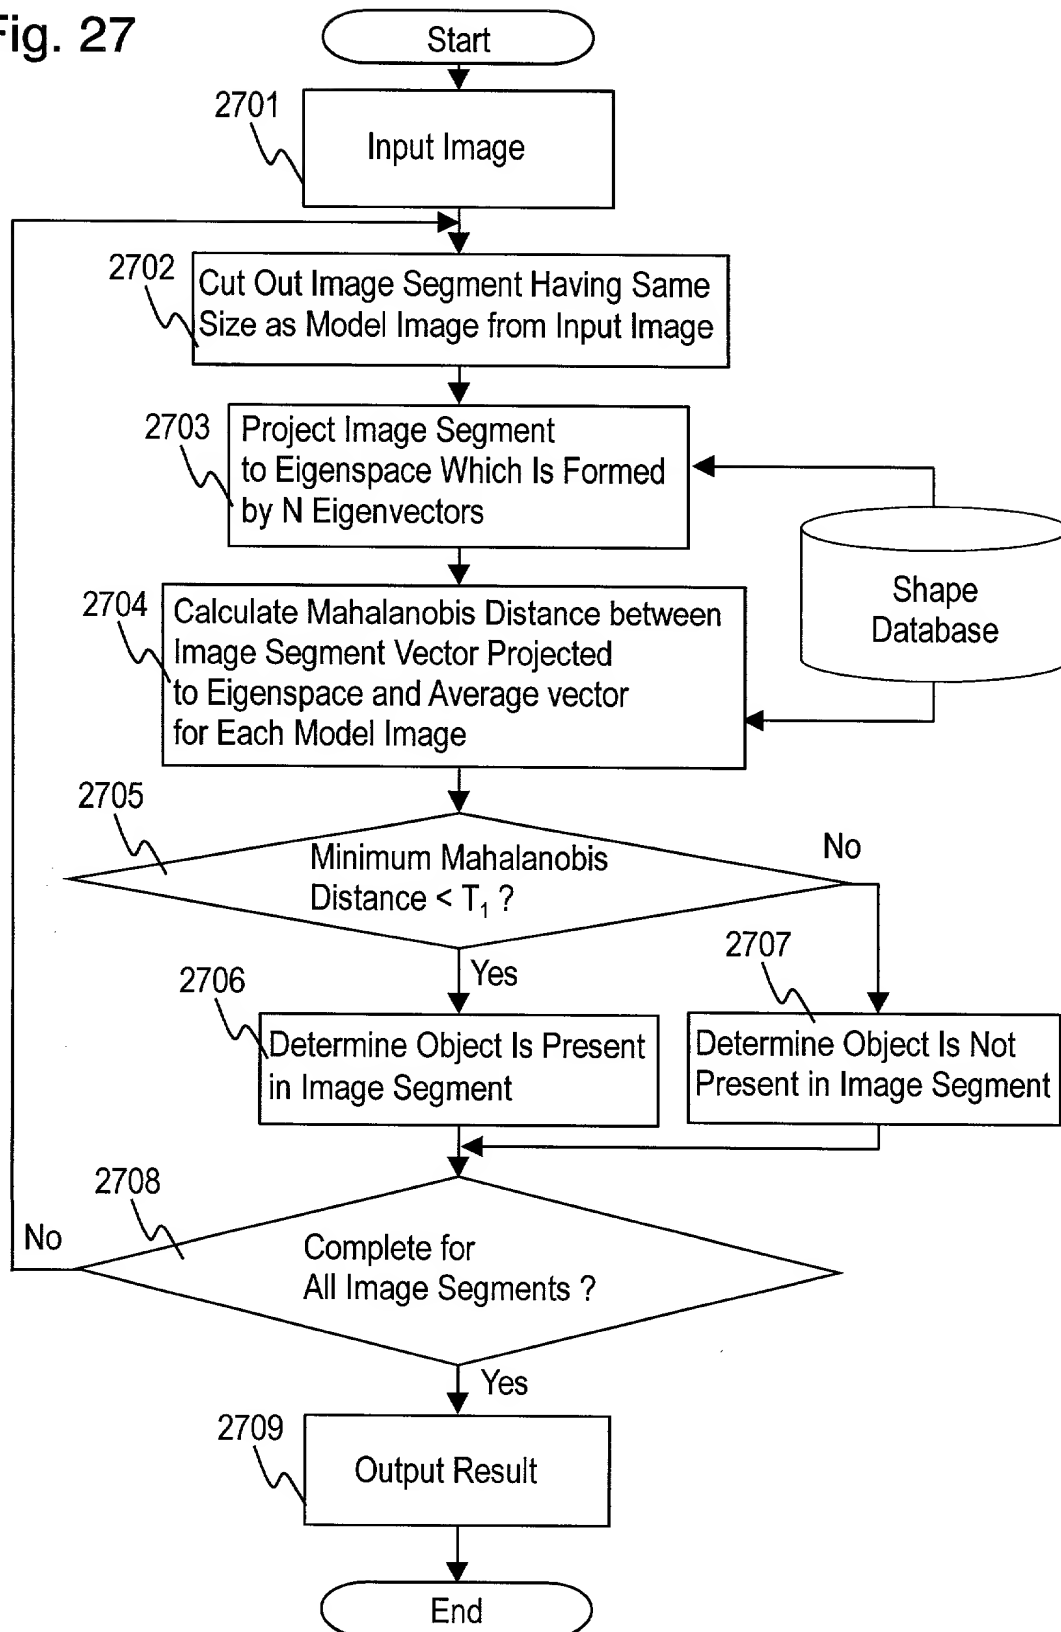 Fig. 27
Start
2701
Input Image
2702
Cut Out Image Segment Having Same
Size as Model Image from Input Image
2703
Project Image Segment
to Eigenspace Which Is Formed
by N Eigenvectors
Shape
Database
2704
Calculate Mahalanobis Distance between
Image Segment Vector Projected
to Eigenspace and Average vector
for Each Model Image
2705
Minimum Mahalanobis
Distance < T₁ ?
No
Yes
2706
Determine Object Is Present
in Image Segment
2707
Determine Object Is Not
Present in Image Segment
2708
No
Complete for
All Image Segments ?
Yes
2709
Output Result
End